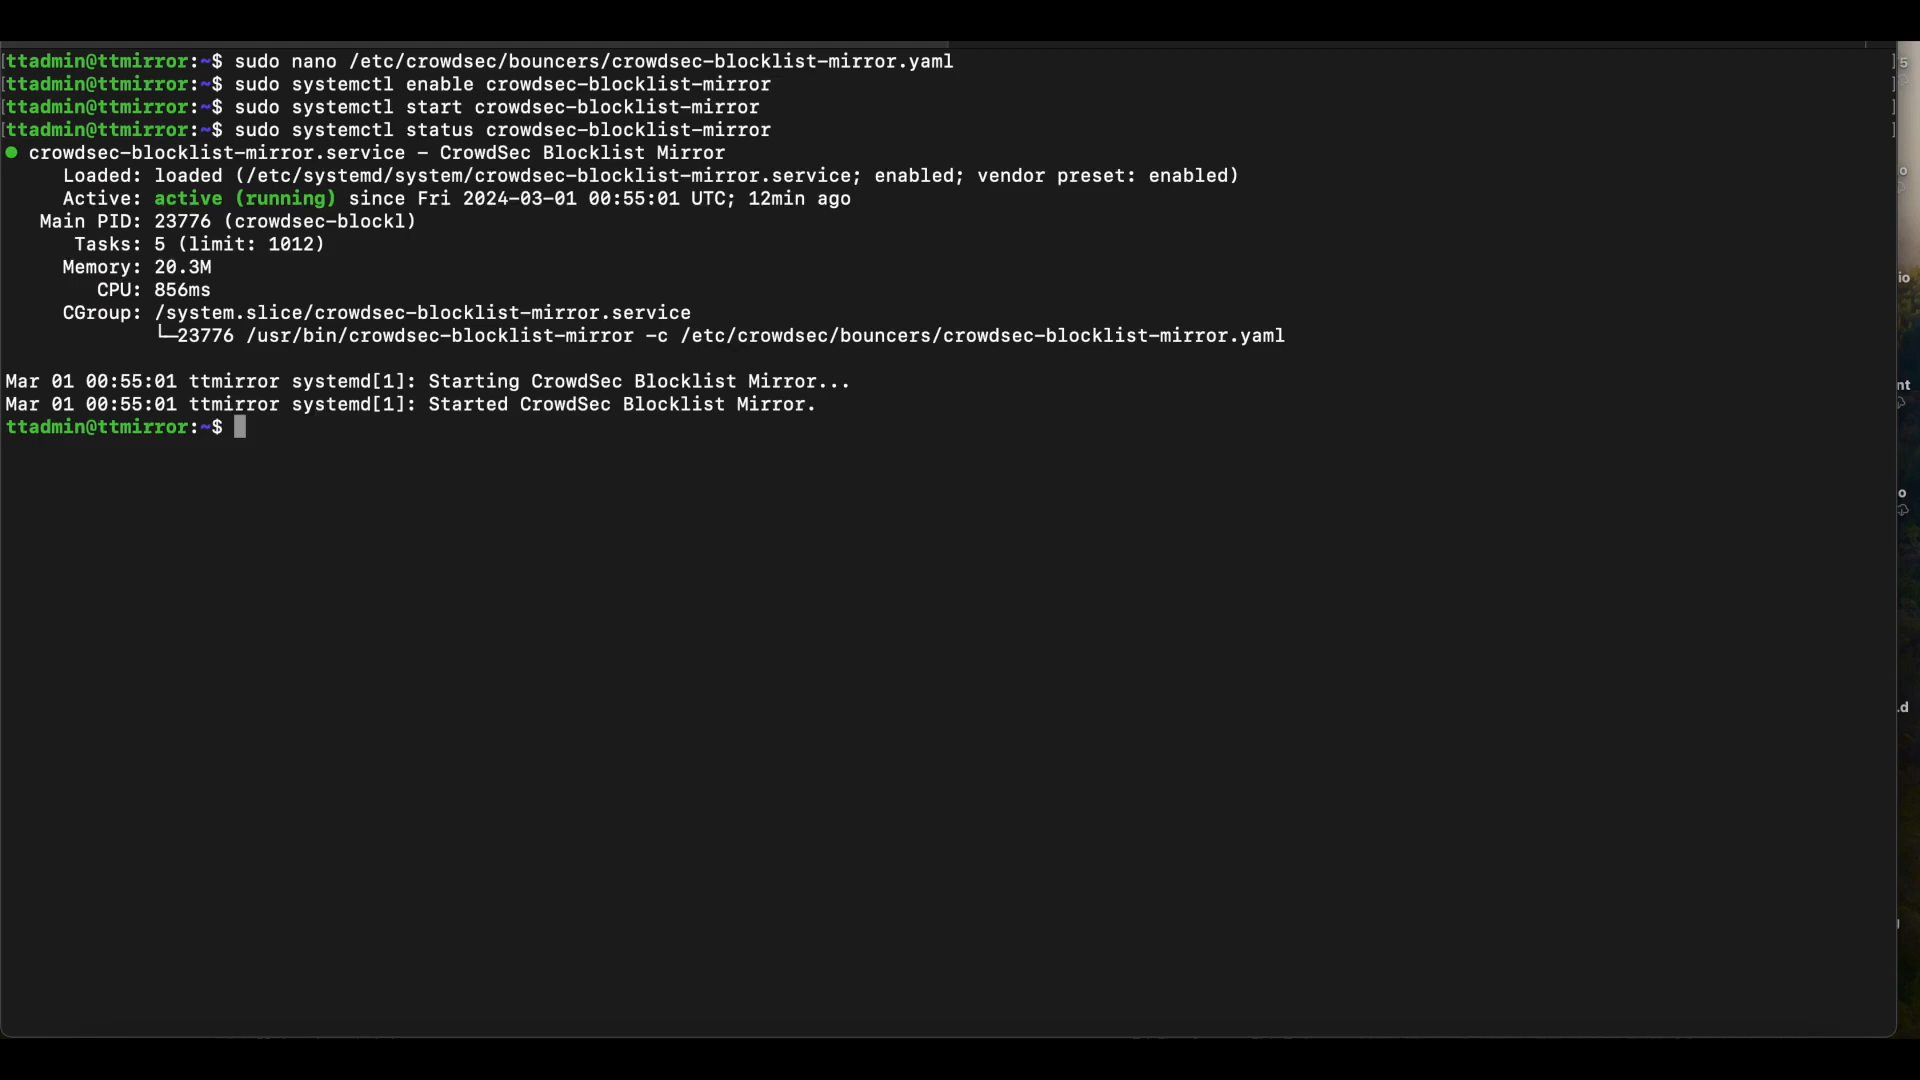 [ttadmin@ttmirror:~$ sudo nano /etc/crowdsec/bouncers/crowdsec-blocklist-mirror.yaml ]
[ttadmin@ttmirror:~$ sudo systemctl enable crowdsec-blocklist-mirror ]
[ttadmin@ttmirror:~$ sudo systemctl start crowdsec-blocklist-mirror ]
[ttadmin@ttmirror:~$ sudo systemctl status crowdsec-blocklist-mirror ]
● crowdsec-blocklist-mirror.service – CrowdSec Blocklist Mirror
Loaded: loaded (/etc/systemd/system/crowdsec-blocklist-mirror.service; enabled; vendor preset: enabled)
Active: active (running) since Fri 2024-03-01 00:55:01 UTC; 12min ago
Main PID: 23776 (crowdsec-blockl)
Tasks: 5 (limit: 1012)
Memory: 20.3M
CPU: 856ms
CGroup: /system.slice/crowdsec-blocklist-mirror.service
└─23776 /usr/bin/crowdsec-blocklist-mirror -c /etc/crowdsec/bouncers/crowdsec-blocklist-mirror.yaml
Mar 01 00:55:01 ttmirror systemd[1]: Starting CrowdSec Blocklist Mirror...
Mar 01 00:55:01 ttmirror systemd[1]: Started CrowdSec Blocklist Mirror.
ttadmin@ttmirror:~$